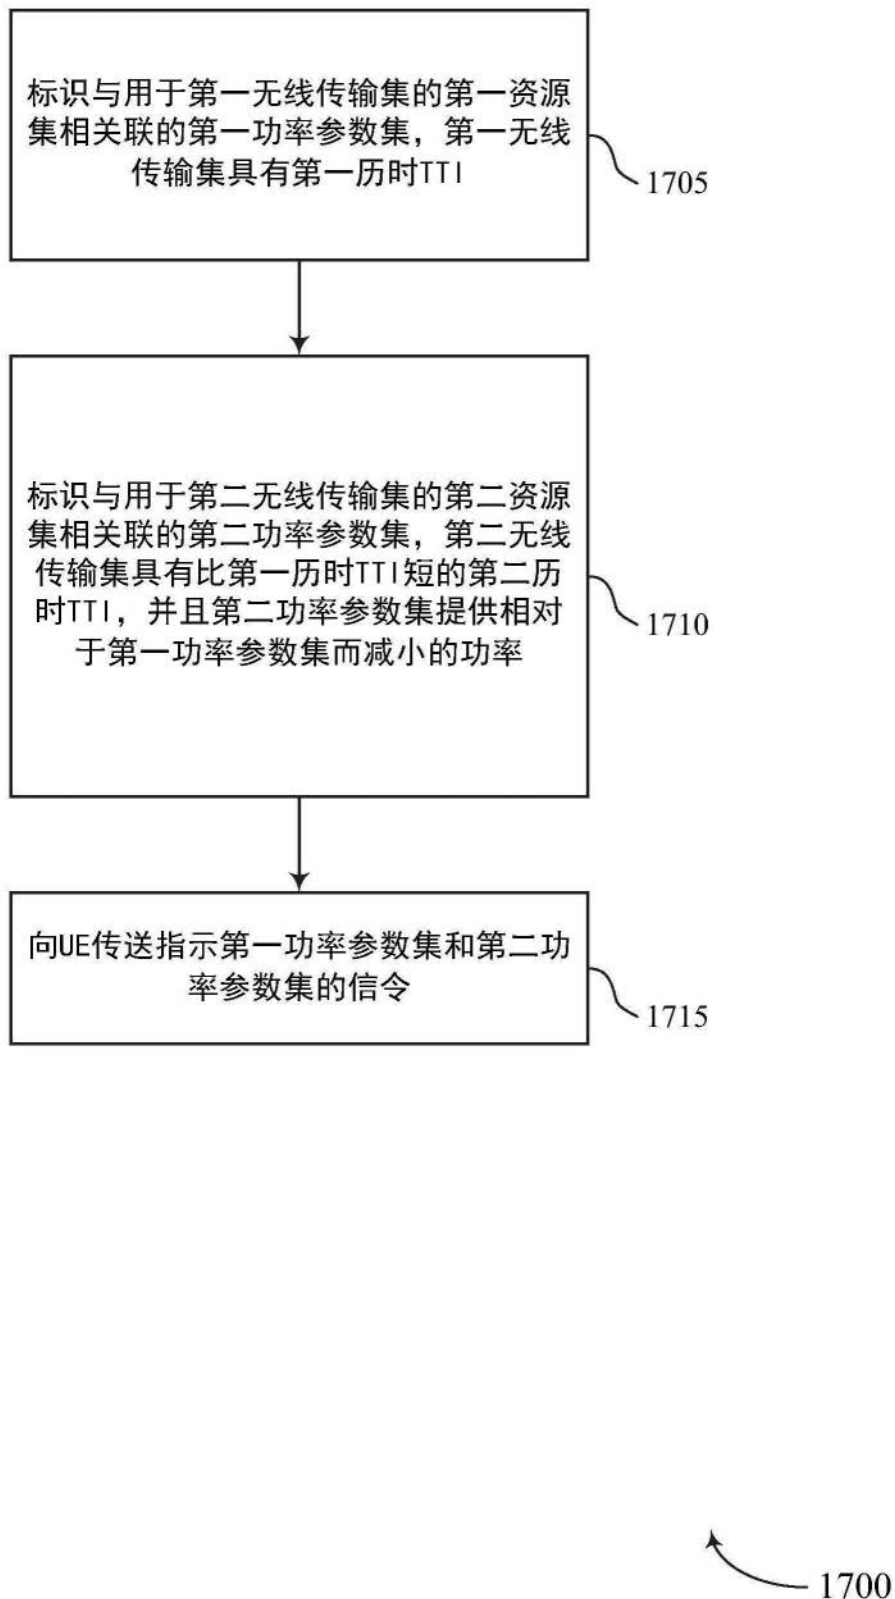 标识与用于第一无线传输集的第一资源
集相关联的第一功率参数集，第一无线
传输集具有第一历时TTI
1705
标识与用于第二无线传输集的第二资源
集相关联的第二功率参数集，第二无线
传输集具有比第一历时TTI短的第二历
时TTI，并且第二功率参数集提供相对
于第一功率参数集而减小的功率
1710
向UE传送指示第一功率参数集和第二功
率参数集的信令
1715
1700